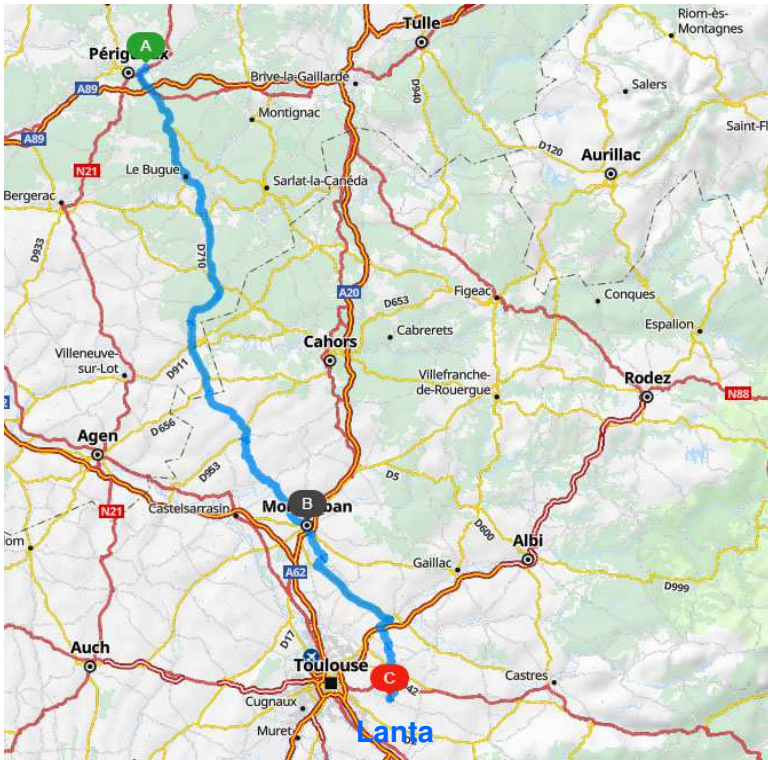 Tulle
Riom-ès-
Montagnes
A
A89
Brive-la-Gaillarde
Salers
D940
Montignac
Saint-Fl
A89
D120
Aurillac
N21
Le Bugue
Sarlat-la-Canéda
Bergerac
D933
D710
A20
D653
Figeac
Conques
Cabrerets
Espalion
Cahors
Villeneuve-
sur-Lot
D911
Villefranche-
de-Rouergue
Rodez
N88
D656
Agen
D953
D5
N21
Castelsarrasin
B
D600
Albi
Gaillac
A62
D999
D17
Auch
Toulouse
C
42
Castres
Cugnaux
Muret
Lanta